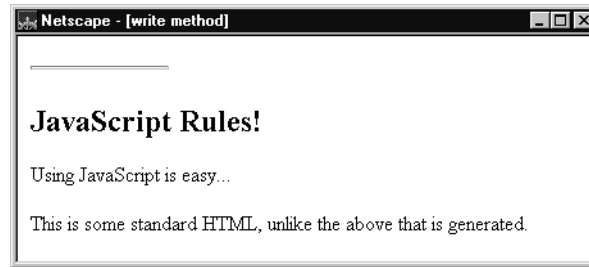 Netscape - [write method]
JavaScript Rules!
Using JavaScript is easy...
This is some standard HTML, unlike the above that is generated.